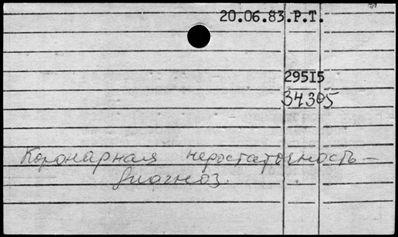 20.06.83.Р.Т.
29515
34305
Коронарная недостаточность —
диагноз.